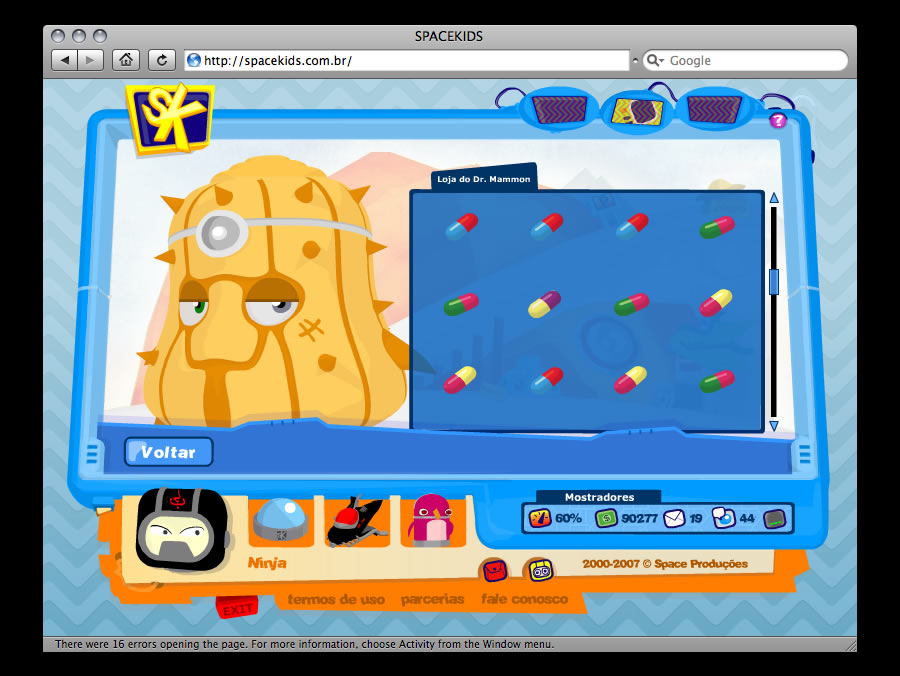 SPACEKIDS
http://spacekids.com.br/
Google
SK
?
Loja do Dr. Mammon
Voltar
Mostradores
60% 90277 19 44
Ninja
2000-2007 © Space Produções
EXIT
termos de uso parcerias fale conosco
There were 16 errors opening the page. For more information, choose Activity from the Window menu.